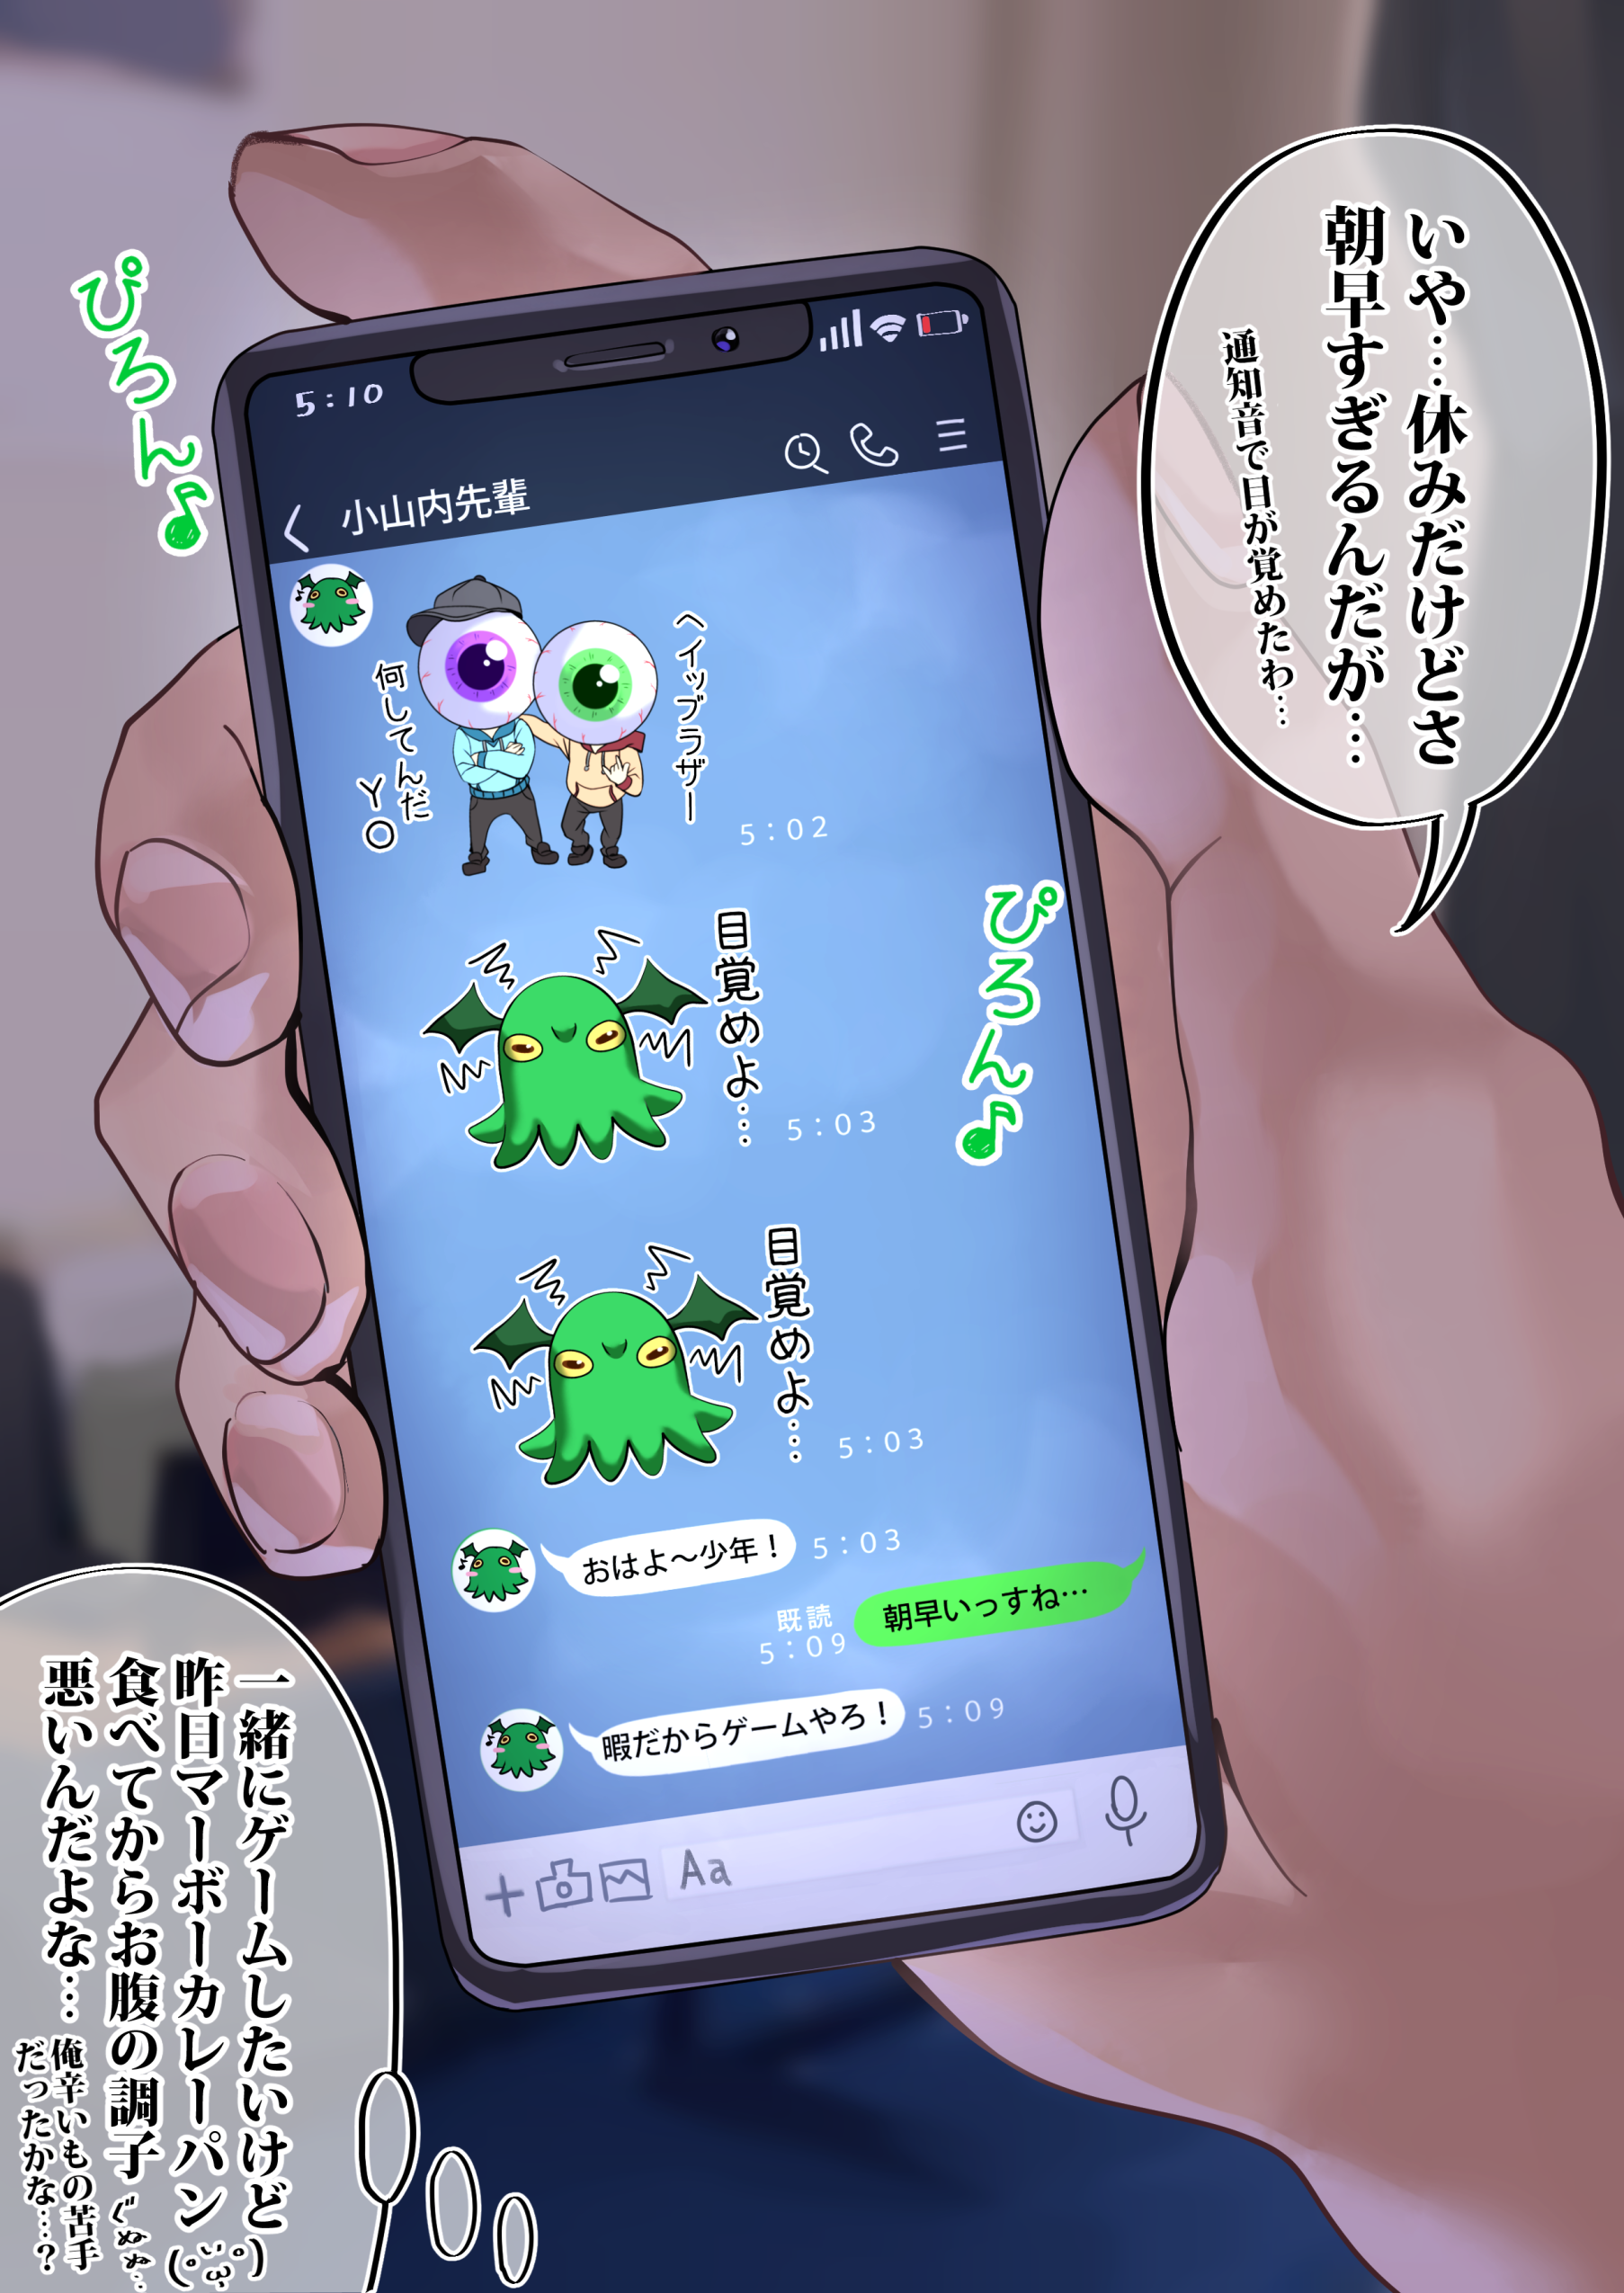 いや…休みだけどさ
朝早すぎるんだが…
通知音で目が覚めたわ…
ぴろん♪
5:10
小山内先輩
ヘイッブラザー
何してんだ
YO
5:02
目覚めよ…
5:03
ぴろん♪
目覚めよ…
5:03
おはよ～少年！
5:03
朝早いっすね…
既読
5:09
暇だからゲームやろ！
5:09
Aa
一緒にゲームしたいけど
昨日マーボーカレーパン
食べてからお腹の調子
悪いんだよな…
俺辛いもの苦手
だったかな…？
ぐぬぬ…